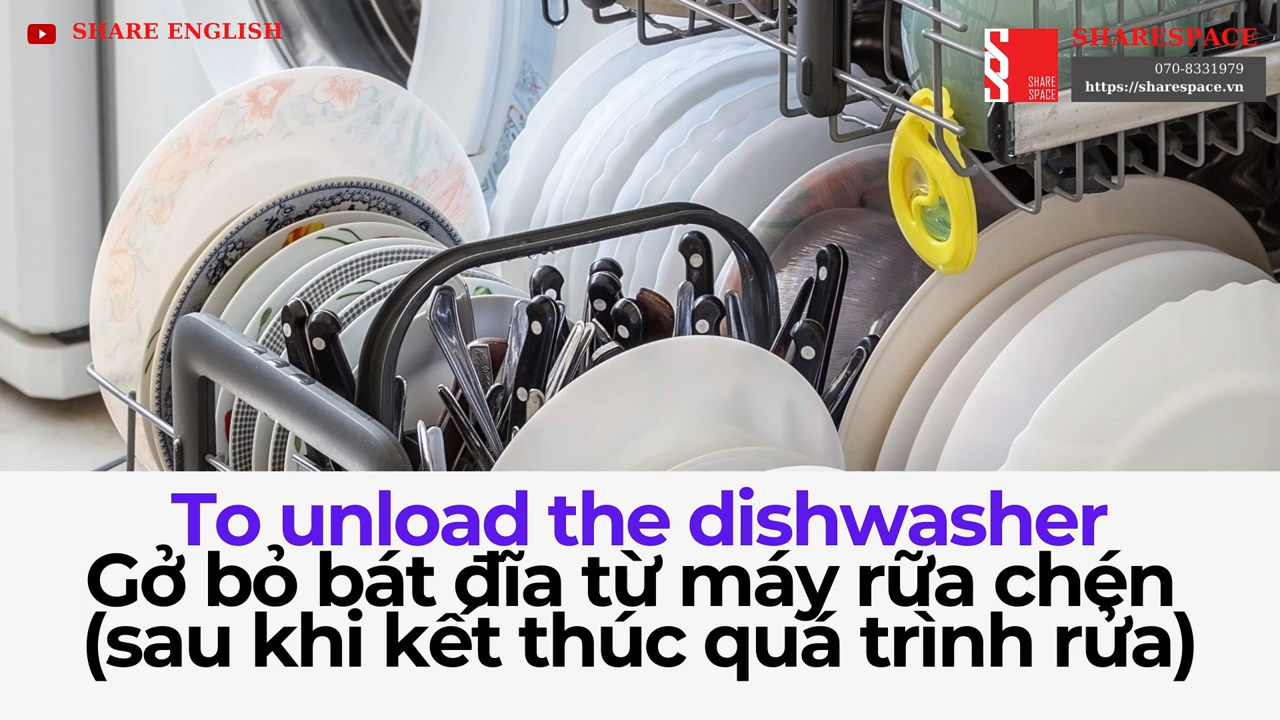 SHARE ENGLISH
SHARESPACE
070-8331979
https://sharespace.vn
SHARE
SPACE
To unload the dishwasher
Gở bỏ bát đĩa từ máy rữa chén
(sau khi kết thúc quá trình rửa)